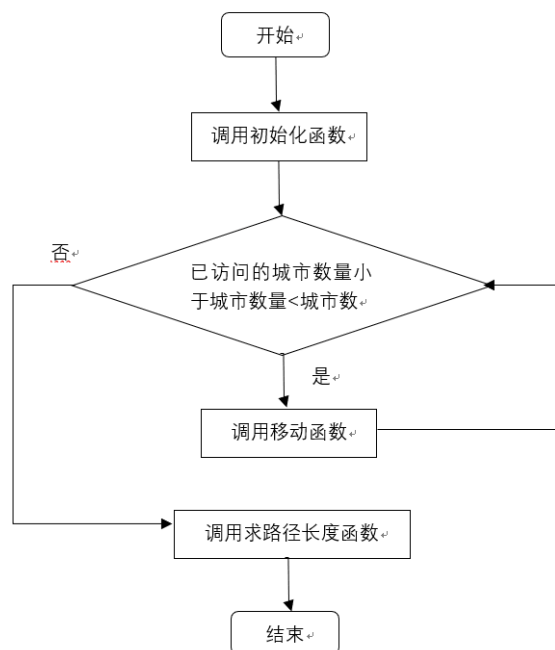 开始
调用初始化函数
否
已访问的城市数量小
于城市数量<城市数
是
调用移动函数
调用求路径长度函数
结束